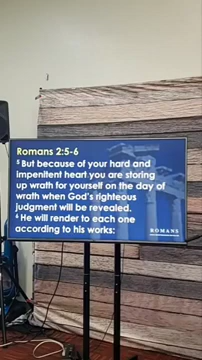 Romans 2:5-6
5 But because of your hard and
impenitent heart you are storing
up wrath for yourself on the day of
wrath when God's righteous
judgment will be revealed.
6 He will render to each one
according to his works:
ROMANS